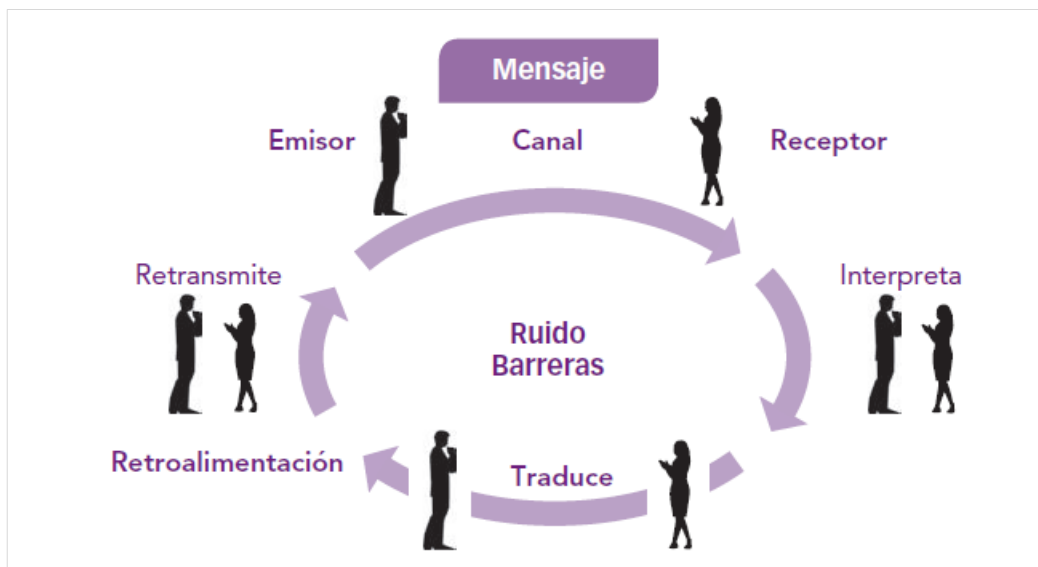 Mensaje
Emisor
Canal
Receptor
Retransmite
Interpreta
Ruido
Barreras
Retroalimentación
Traduce